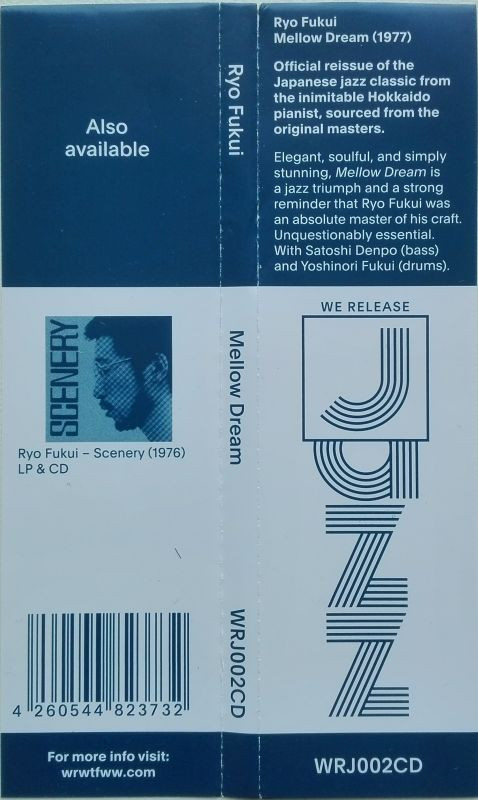 Also
available
SCENERY
Ryo Fukui – Scenery (1976)
LP & CD
4 260544 823732
For more info visit:
wrwtfww.com
Ryo Fukui
Mellow Dream
WRJ002CD
Ryo Fukui
Mellow Dream (1977)
Official reissue of the
Japanese jazz classic from
the inimitable Hokkaido
pianist, sourced from the
original masters.
Elegant, soulful, and simply
stunning, Mellow Dream is
a jazz triumph and a strong
reminder that Ryo Fukui was
an absolute master of his craft.
Unquestionably essential.
With Satoshi Denpo (bass)
and Yoshinori Fukui (drums).
WE RELEASE
JaZZ
WRJ002CD